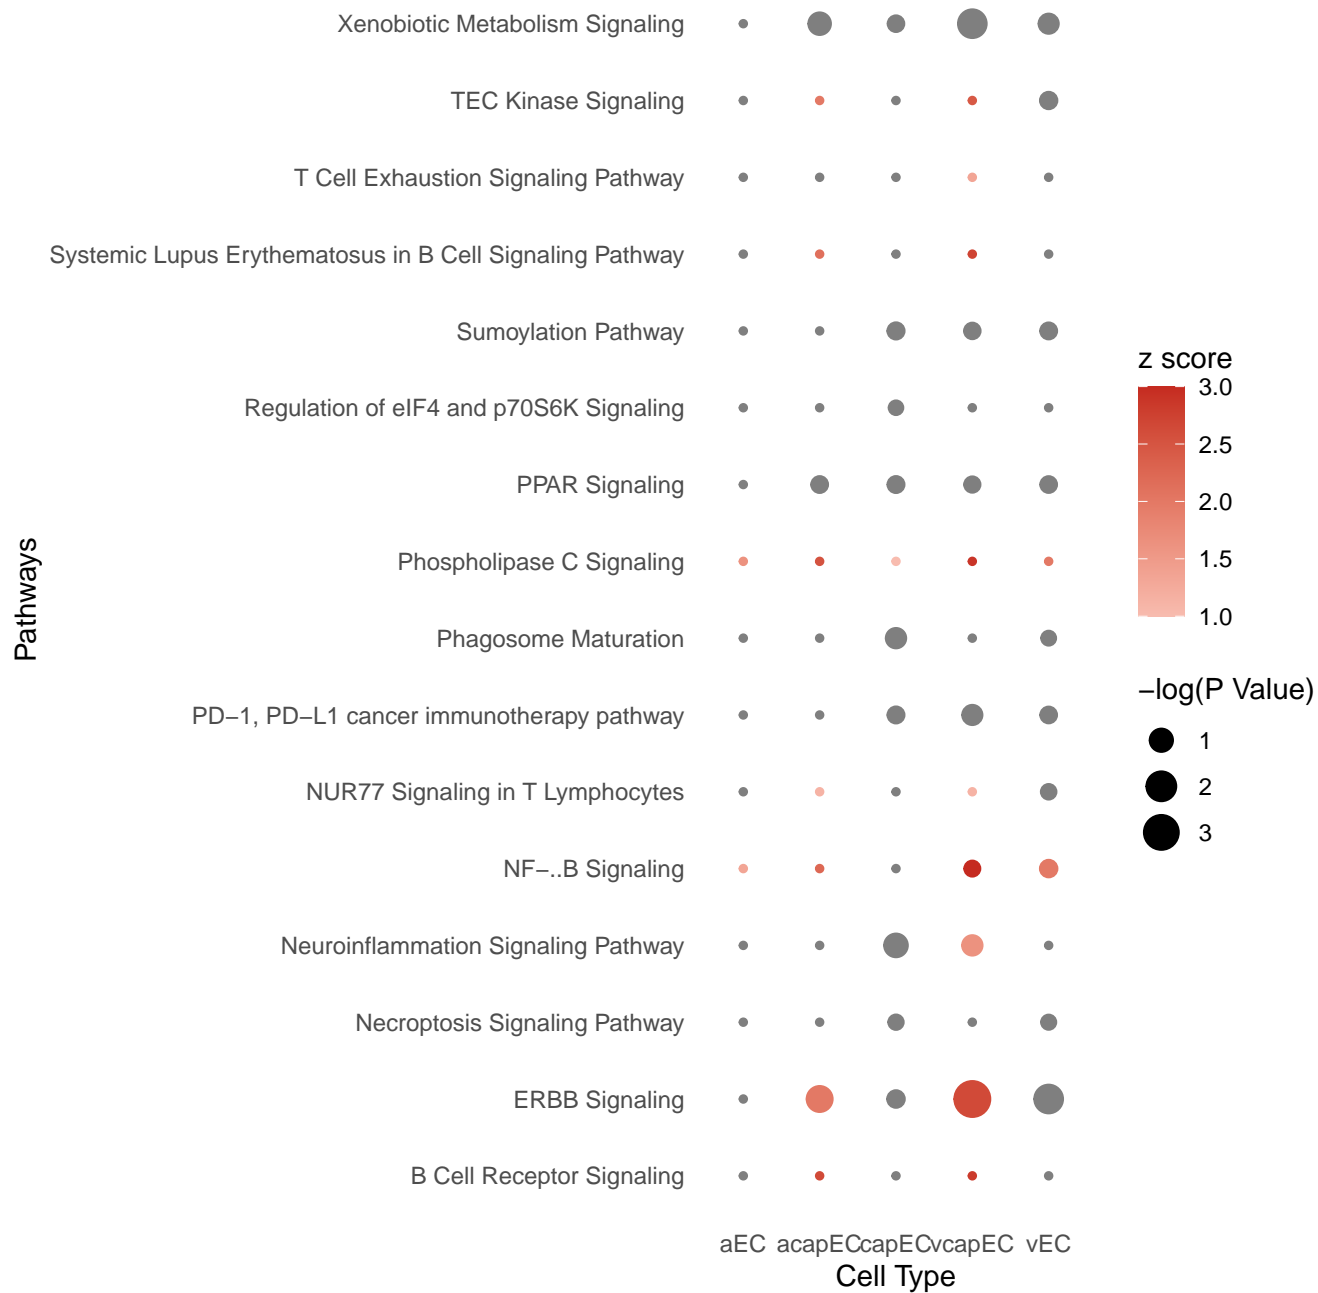 Xenobiotic Metabolism Signaling
TEC Kinase Signaling
T Cell Exhaustion Signaling Pathway
Systemic Lupus Erythematosus in B Cell Signaling Pathway
Sumoylation Pathway
Regulation of eIF4 and p70S6K Signaling
PPAR Signaling
Phospholipase C Signaling
Phagosome Maturation
PD−1, PD−L1 cancer immunotherapy pathway
NUR77 Signaling in T Lymphocytes
NF−..B Signaling
Neuroinflammation Signaling Pathway
Necroptosis Signaling Pathway
ERBB Signaling
B Cell Receptor Signaling
Pathways
aEC acapEC capEC vcapEC vEC
Cell Type
z score
3.0
2.5
2.0
1.5
1.0
−log(P Value)
1
2
3